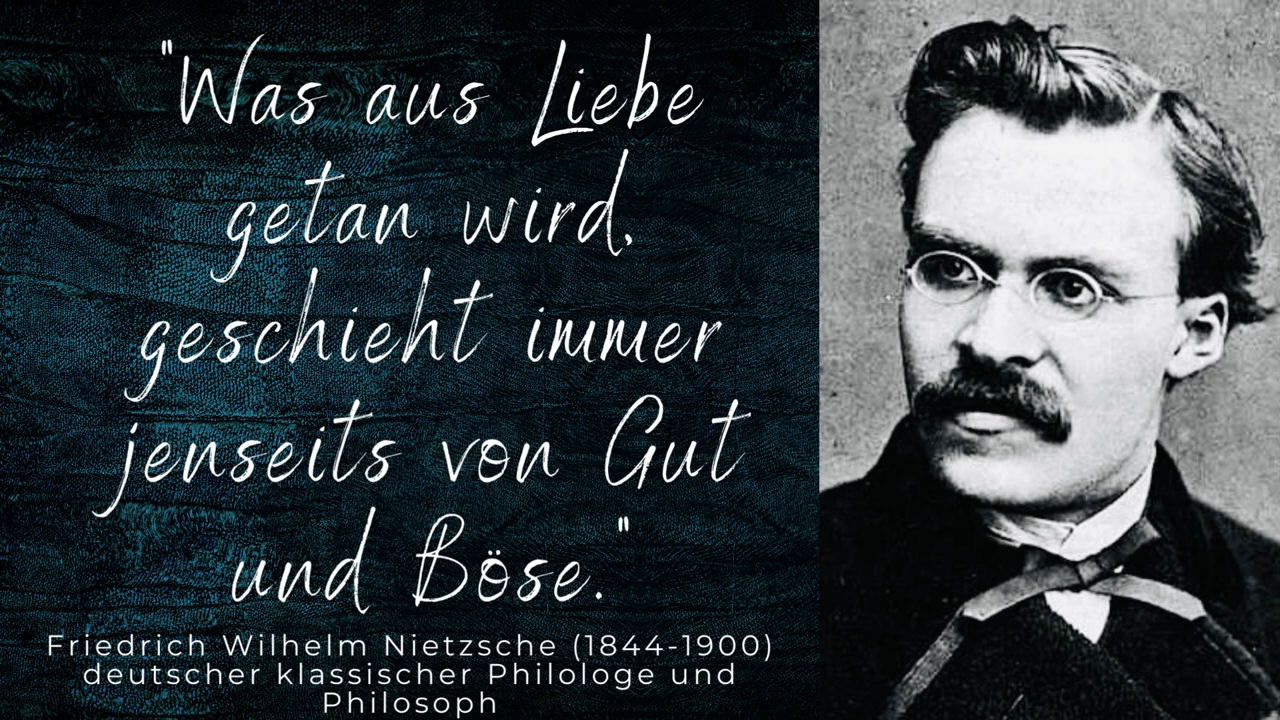 "Was aus Liebe
getan wird,
geschieht immer
jenseits von Gut
und Böse."
Friedrich Wilhelm Nietzsche (1844-1900)
deutscher klassischer Philologe und
Philosoph